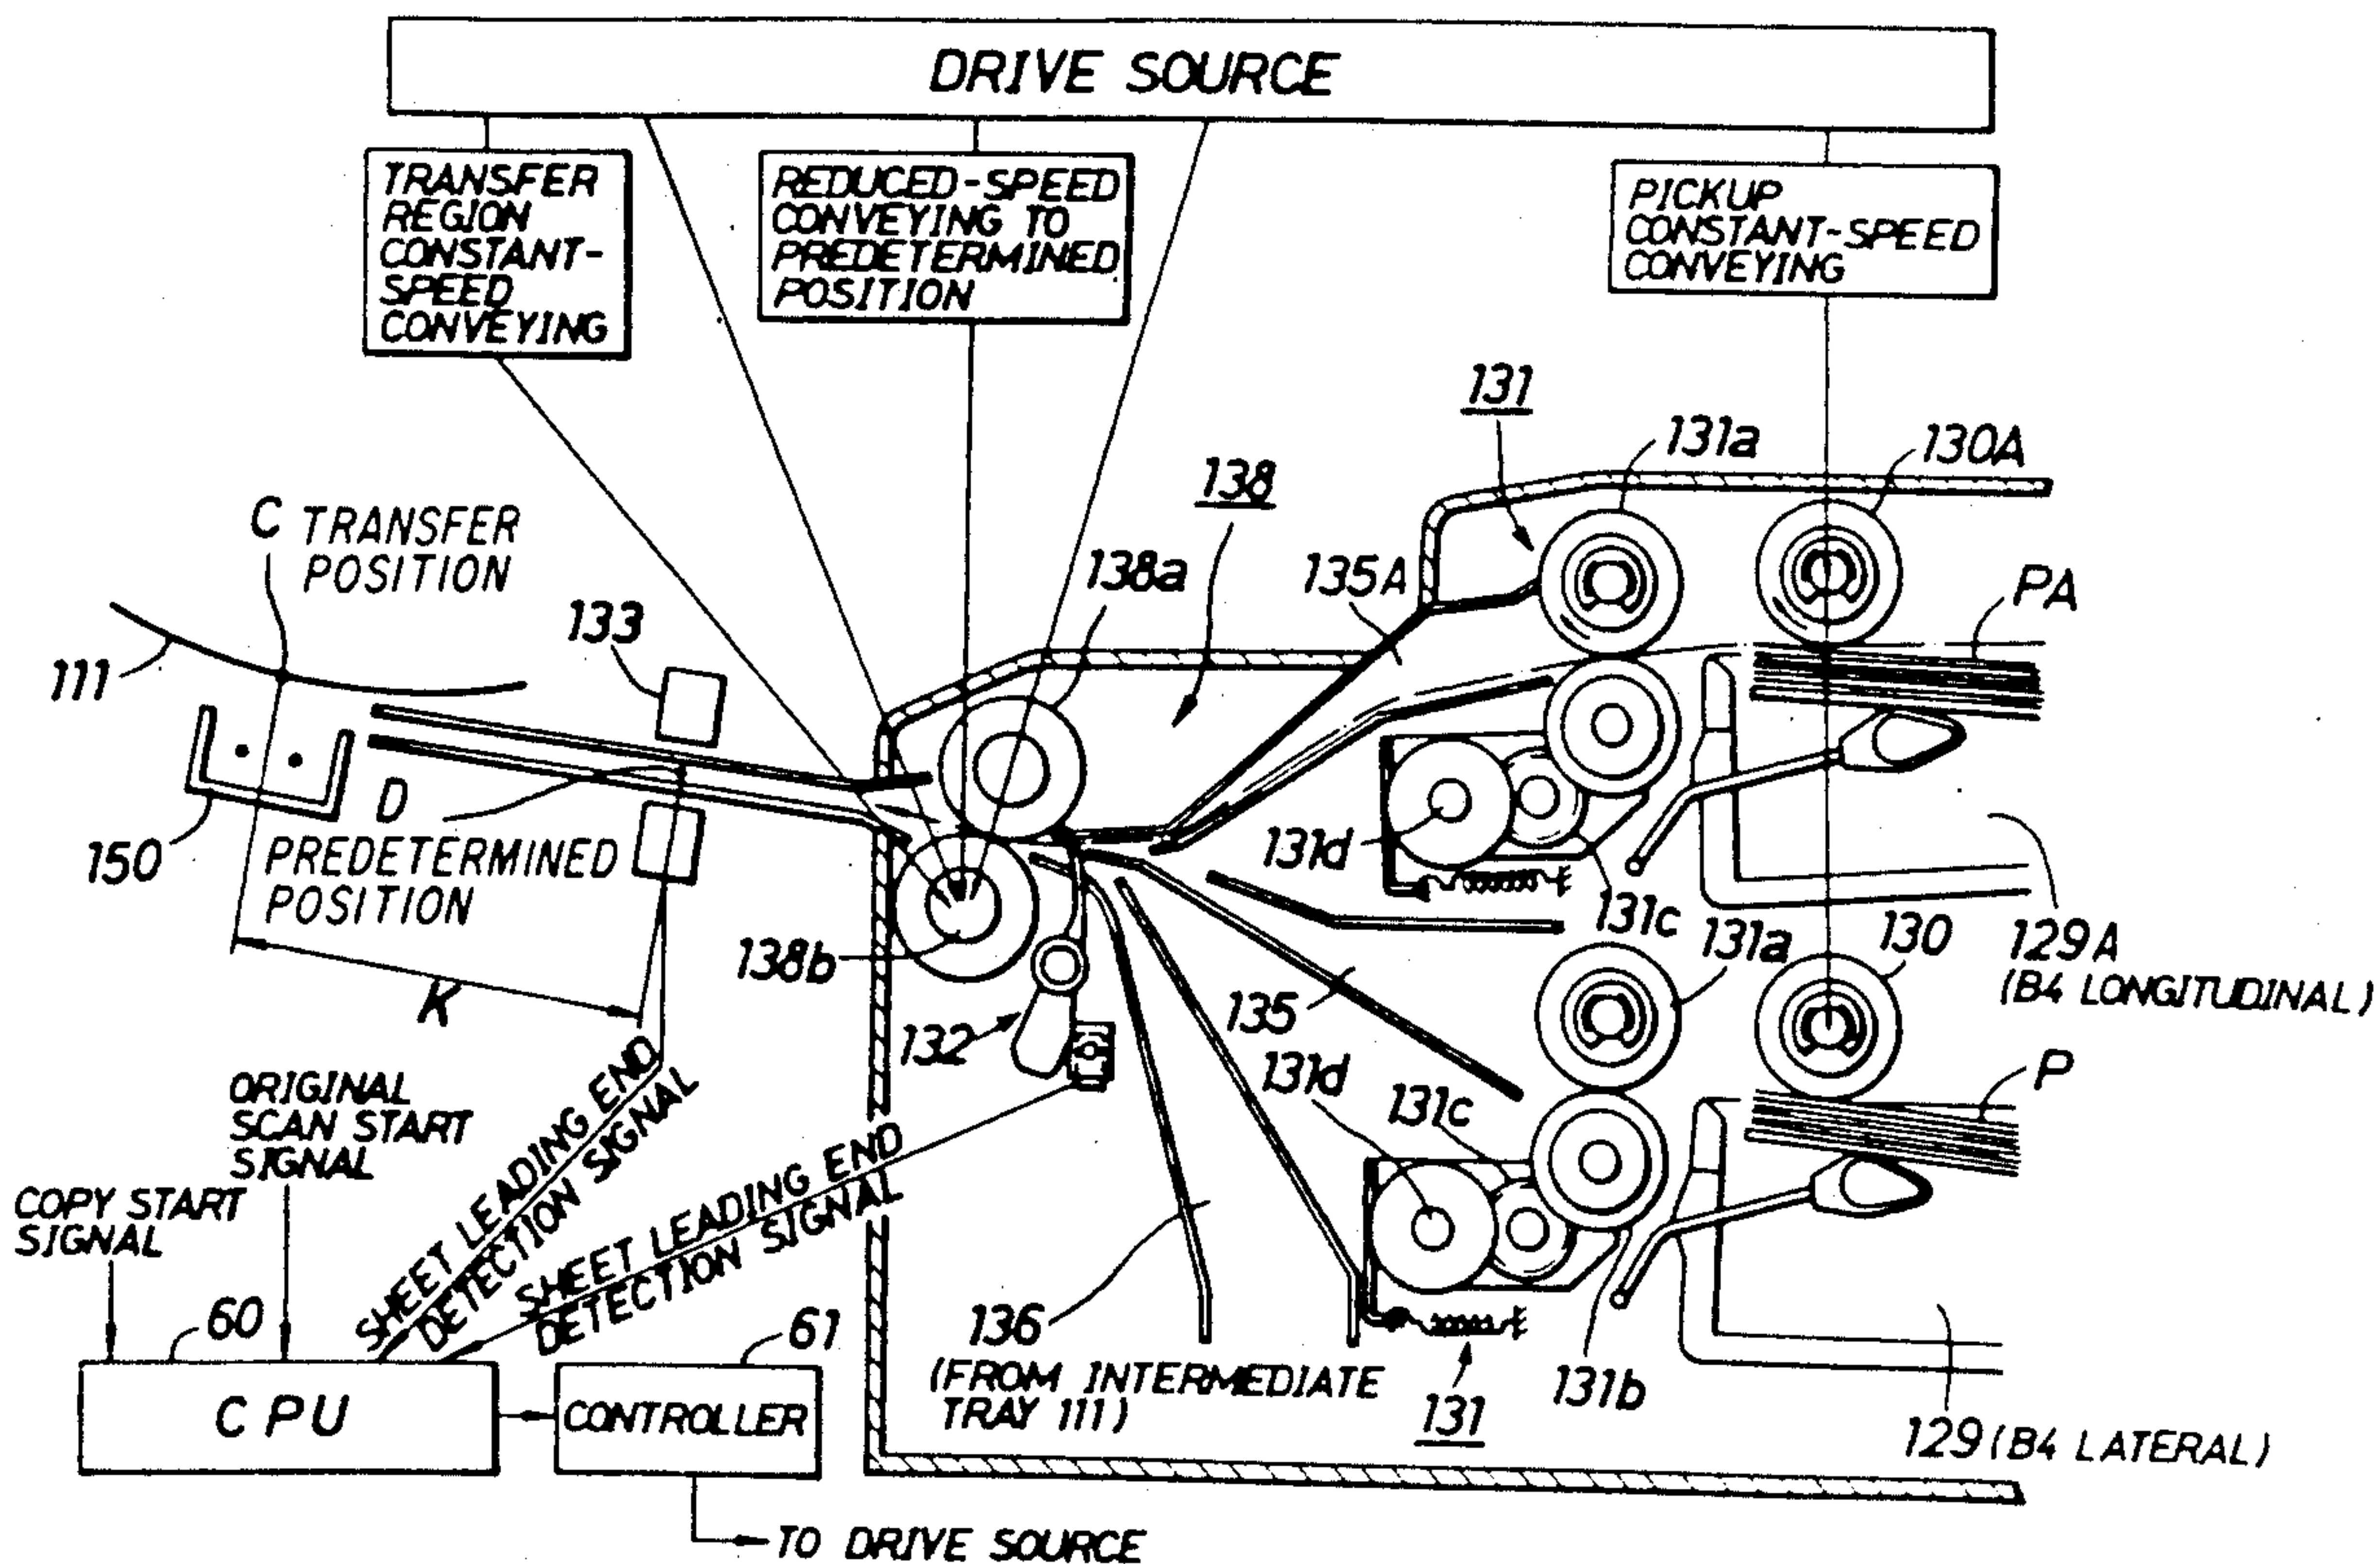 DRIVE SOURCE
TRANSFER
REGION
CONSTANT-
SPEED
CONVEYING
REDUCED-SPEED
CONVEYING TO
PREDETERMINED
POSITION
PICKUP
CONSTANT-SPEED
CONVEYING
131
131a
130A
138
C TRANSFER
POSITION
138a
135A
PA
133
111
D
PREDETERMINED
POSITION
150
131d
131c
131a
130
129A
(B4 LONGITUDINAL)
138b
K
132
135
131d
131c
P
ORIGINAL
SCAN START
SIGNAL
COPY START
SIGNAL
SHEET LEADING END
DETECTION SIGNAL
SHEET LEADING END
DETECTION SIGNAL
60
61
136
(FROM INTERMEDIATE
TRAY 111)
131
131b
129 (B4 LATERAL)
CPU
CONTROLLER
TO DRIVE SOURCE